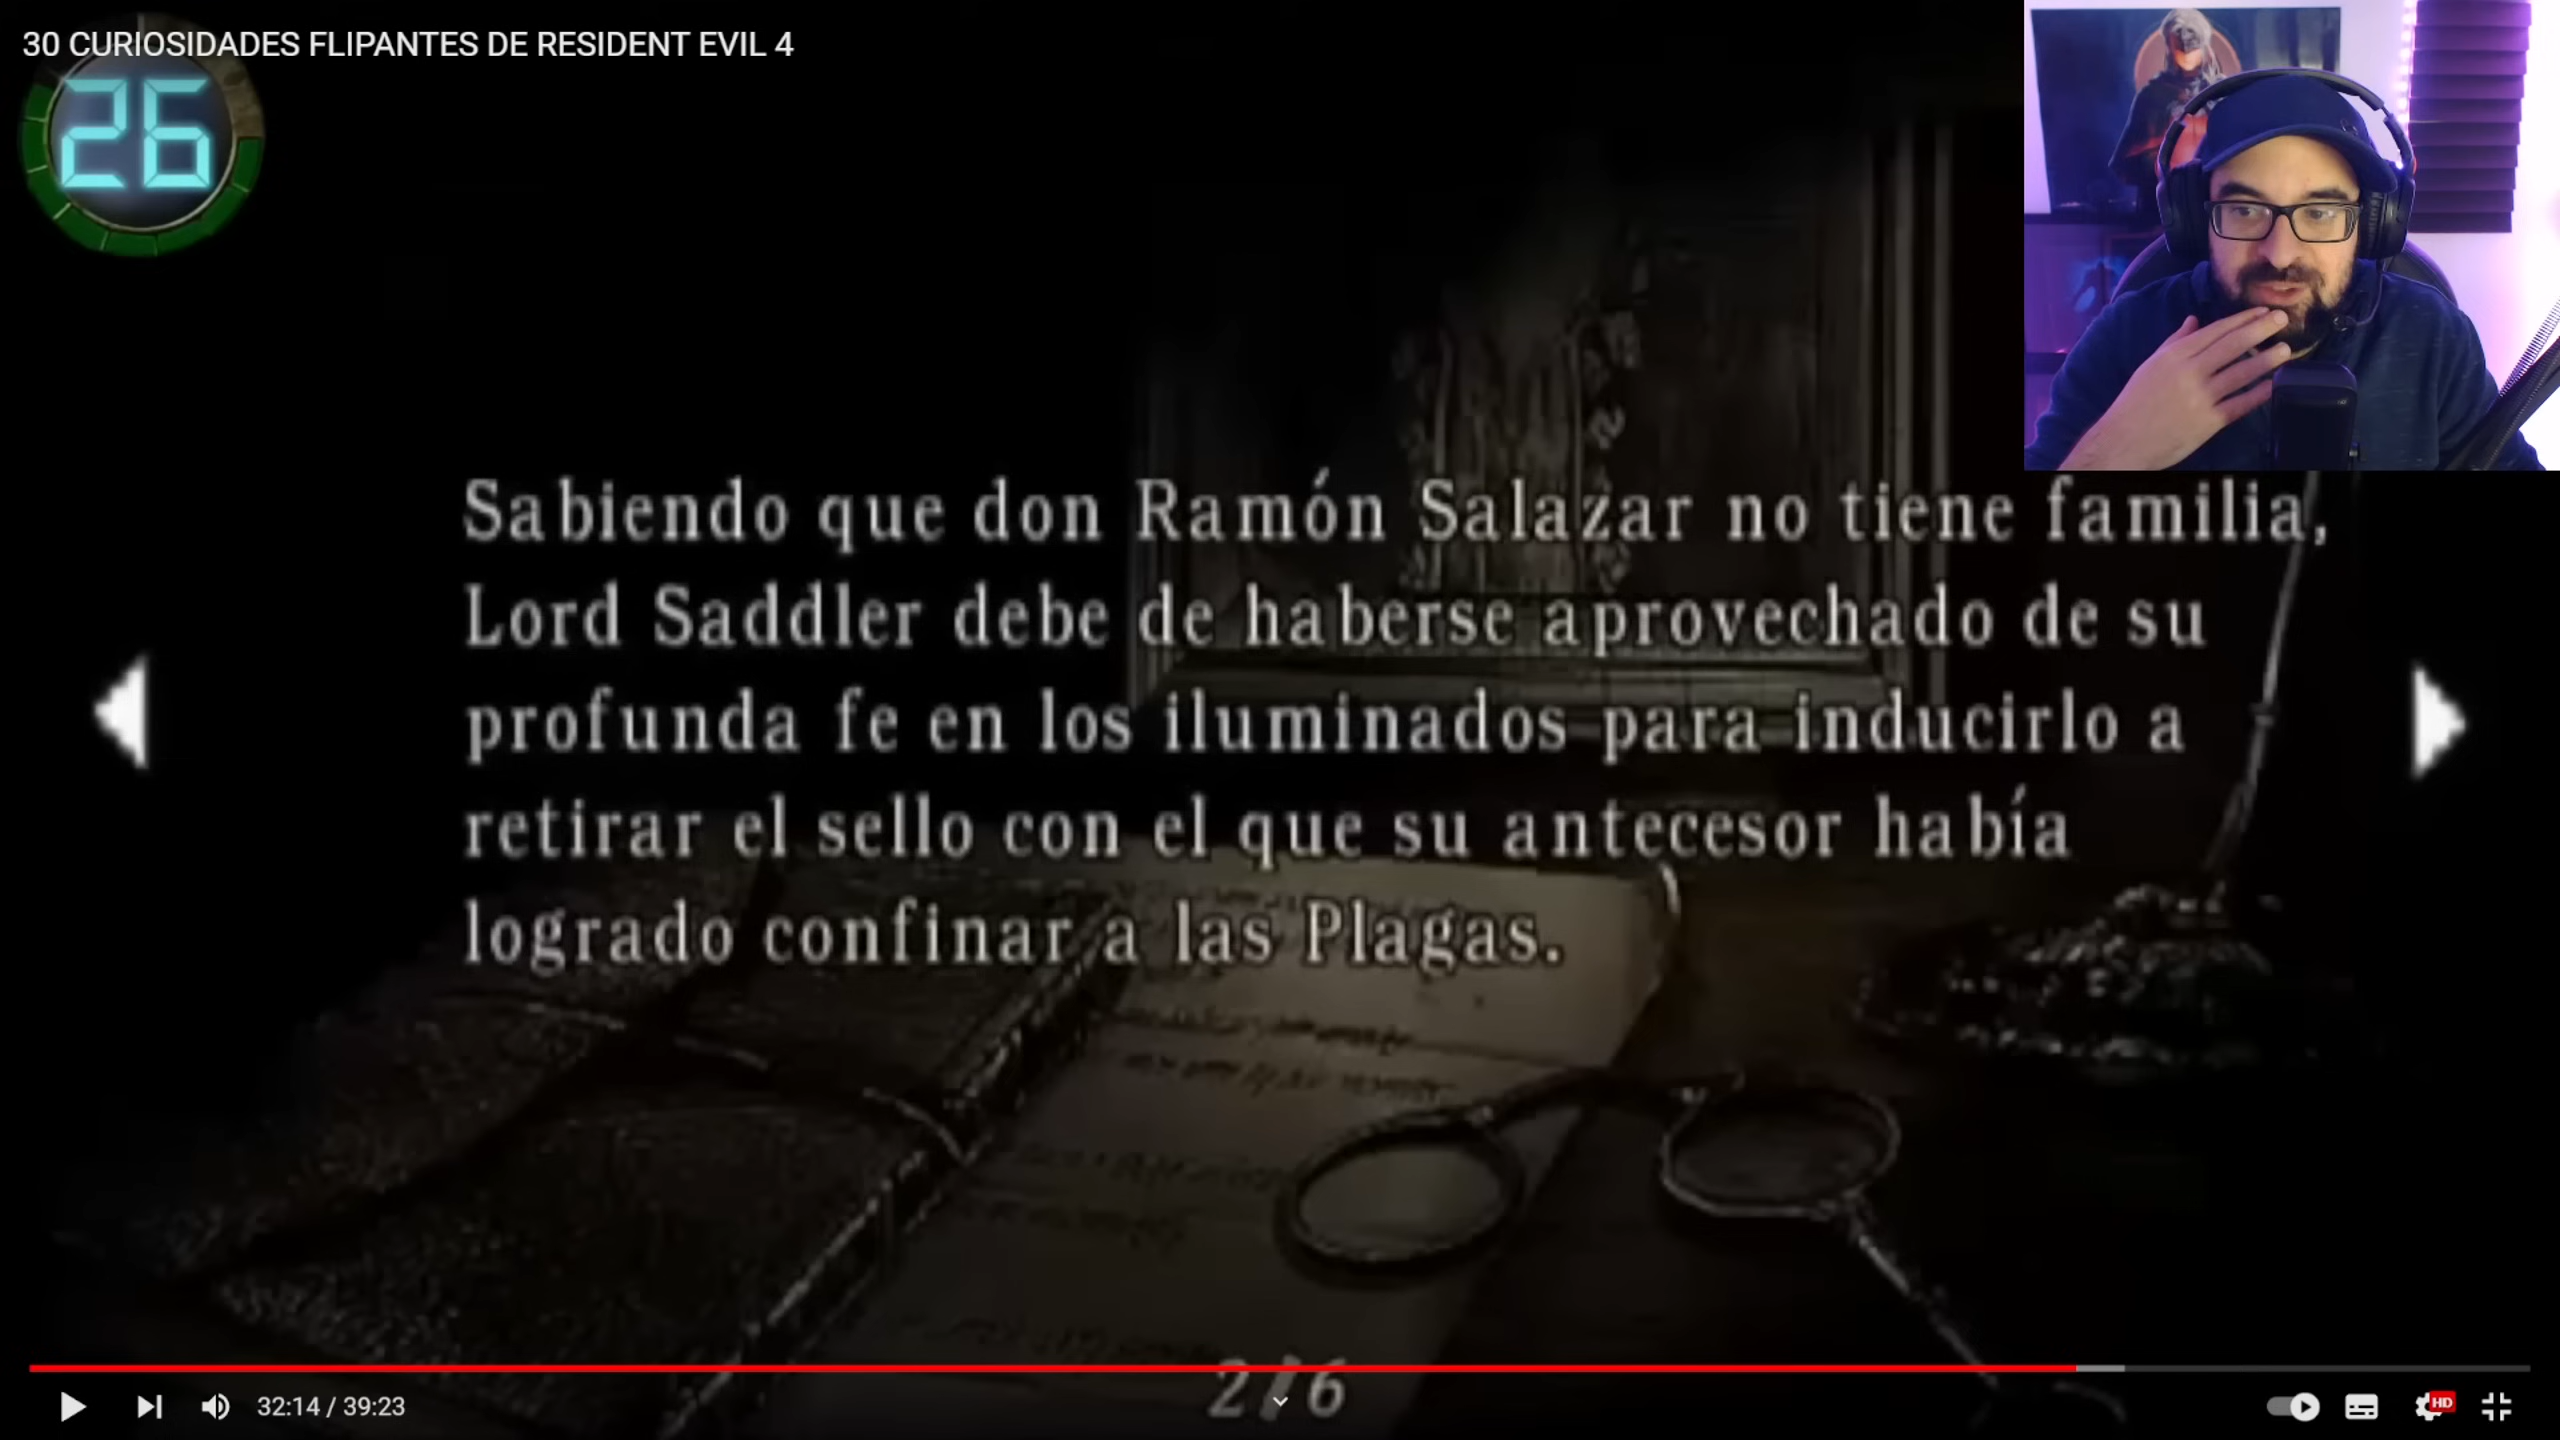 30 CURIOSIDADES FLIPANTES DE RESIDENT EVIL 4
26
Sabiendo que don Ramón Salazar no tiene familia,
Lord Saddler debe de haberse aprovechado de su
profunda fe en los iluminados para inducirlo a
retirar el sello con el que su antecesor había
logrado confinar a las Plagas.
2/6
32:14 / 39:23
HD